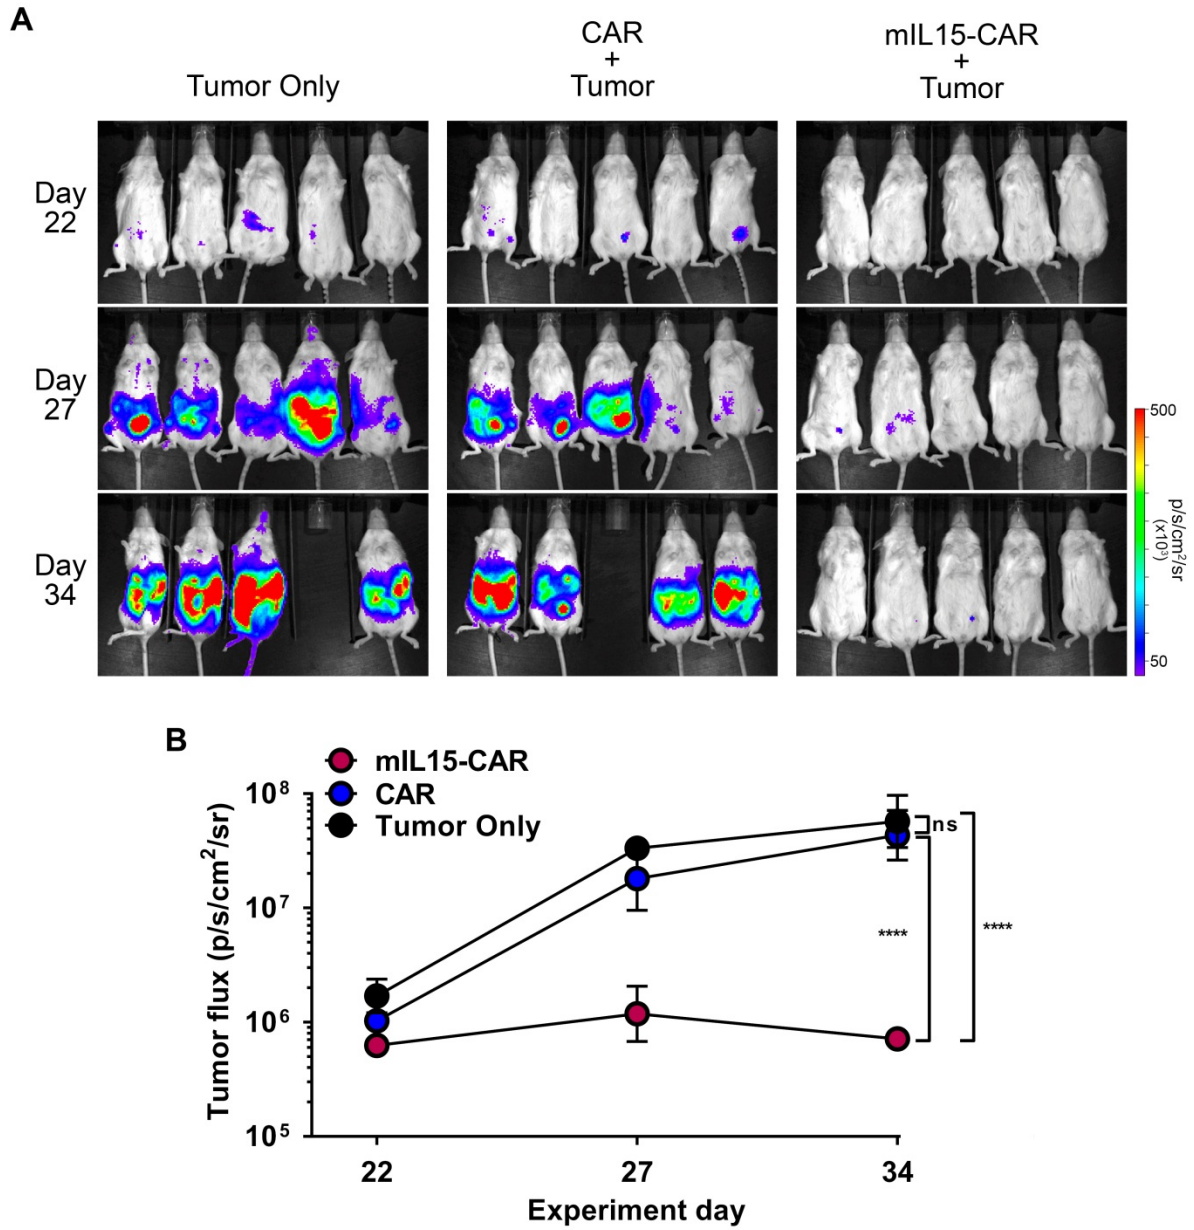 A
Tumor Only
CAR
+
Tumor
mIL15-CAR
+
Tumor
Day
22
Day
27
Day
34
500
p/s/cm²/sr
(x10³)
50
B
mIL15-CAR
CAR
Tumor Only
10⁸
10⁷
10⁶
10⁵
Tumor flux (p/s/cm²/sr)
ns
****
****
22
27
34
Experiment day